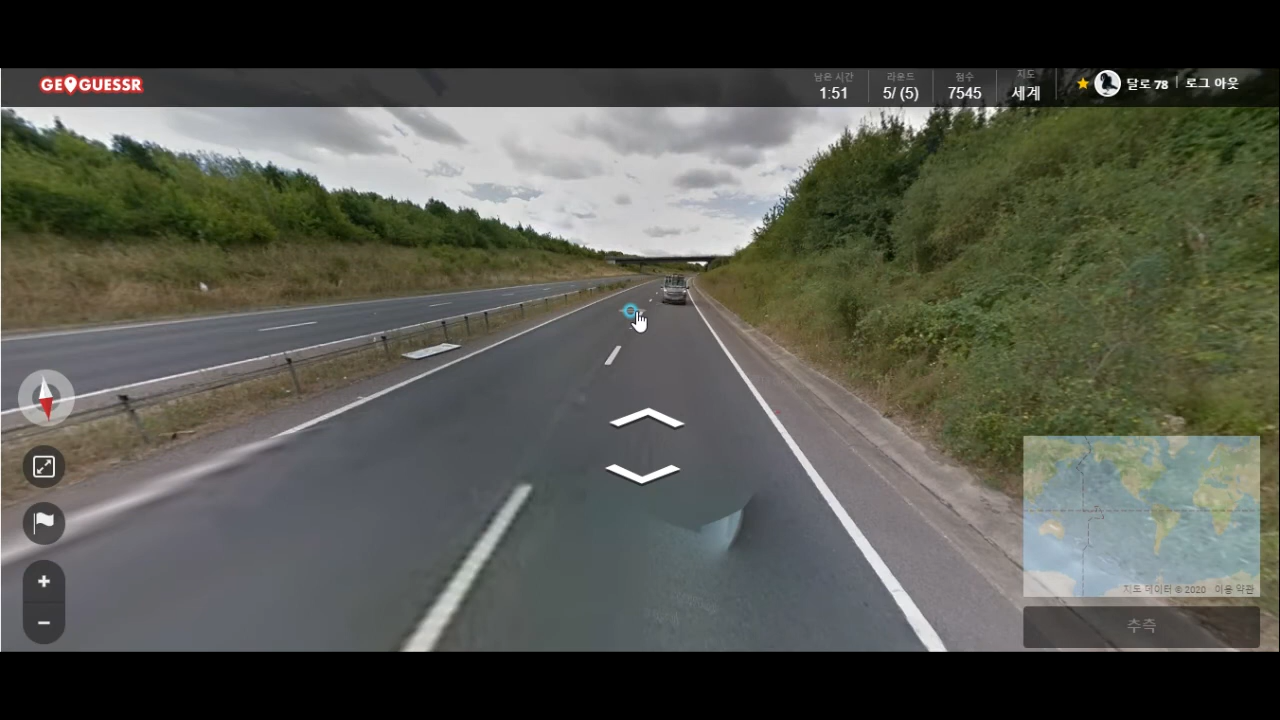 GEOGUESSR
남은 시간
1:51
라운드
5/ (5)
점수
7545
지도
세계
달로 78
로그 아웃
지도 데이터 © 2020 이용 약관
추측